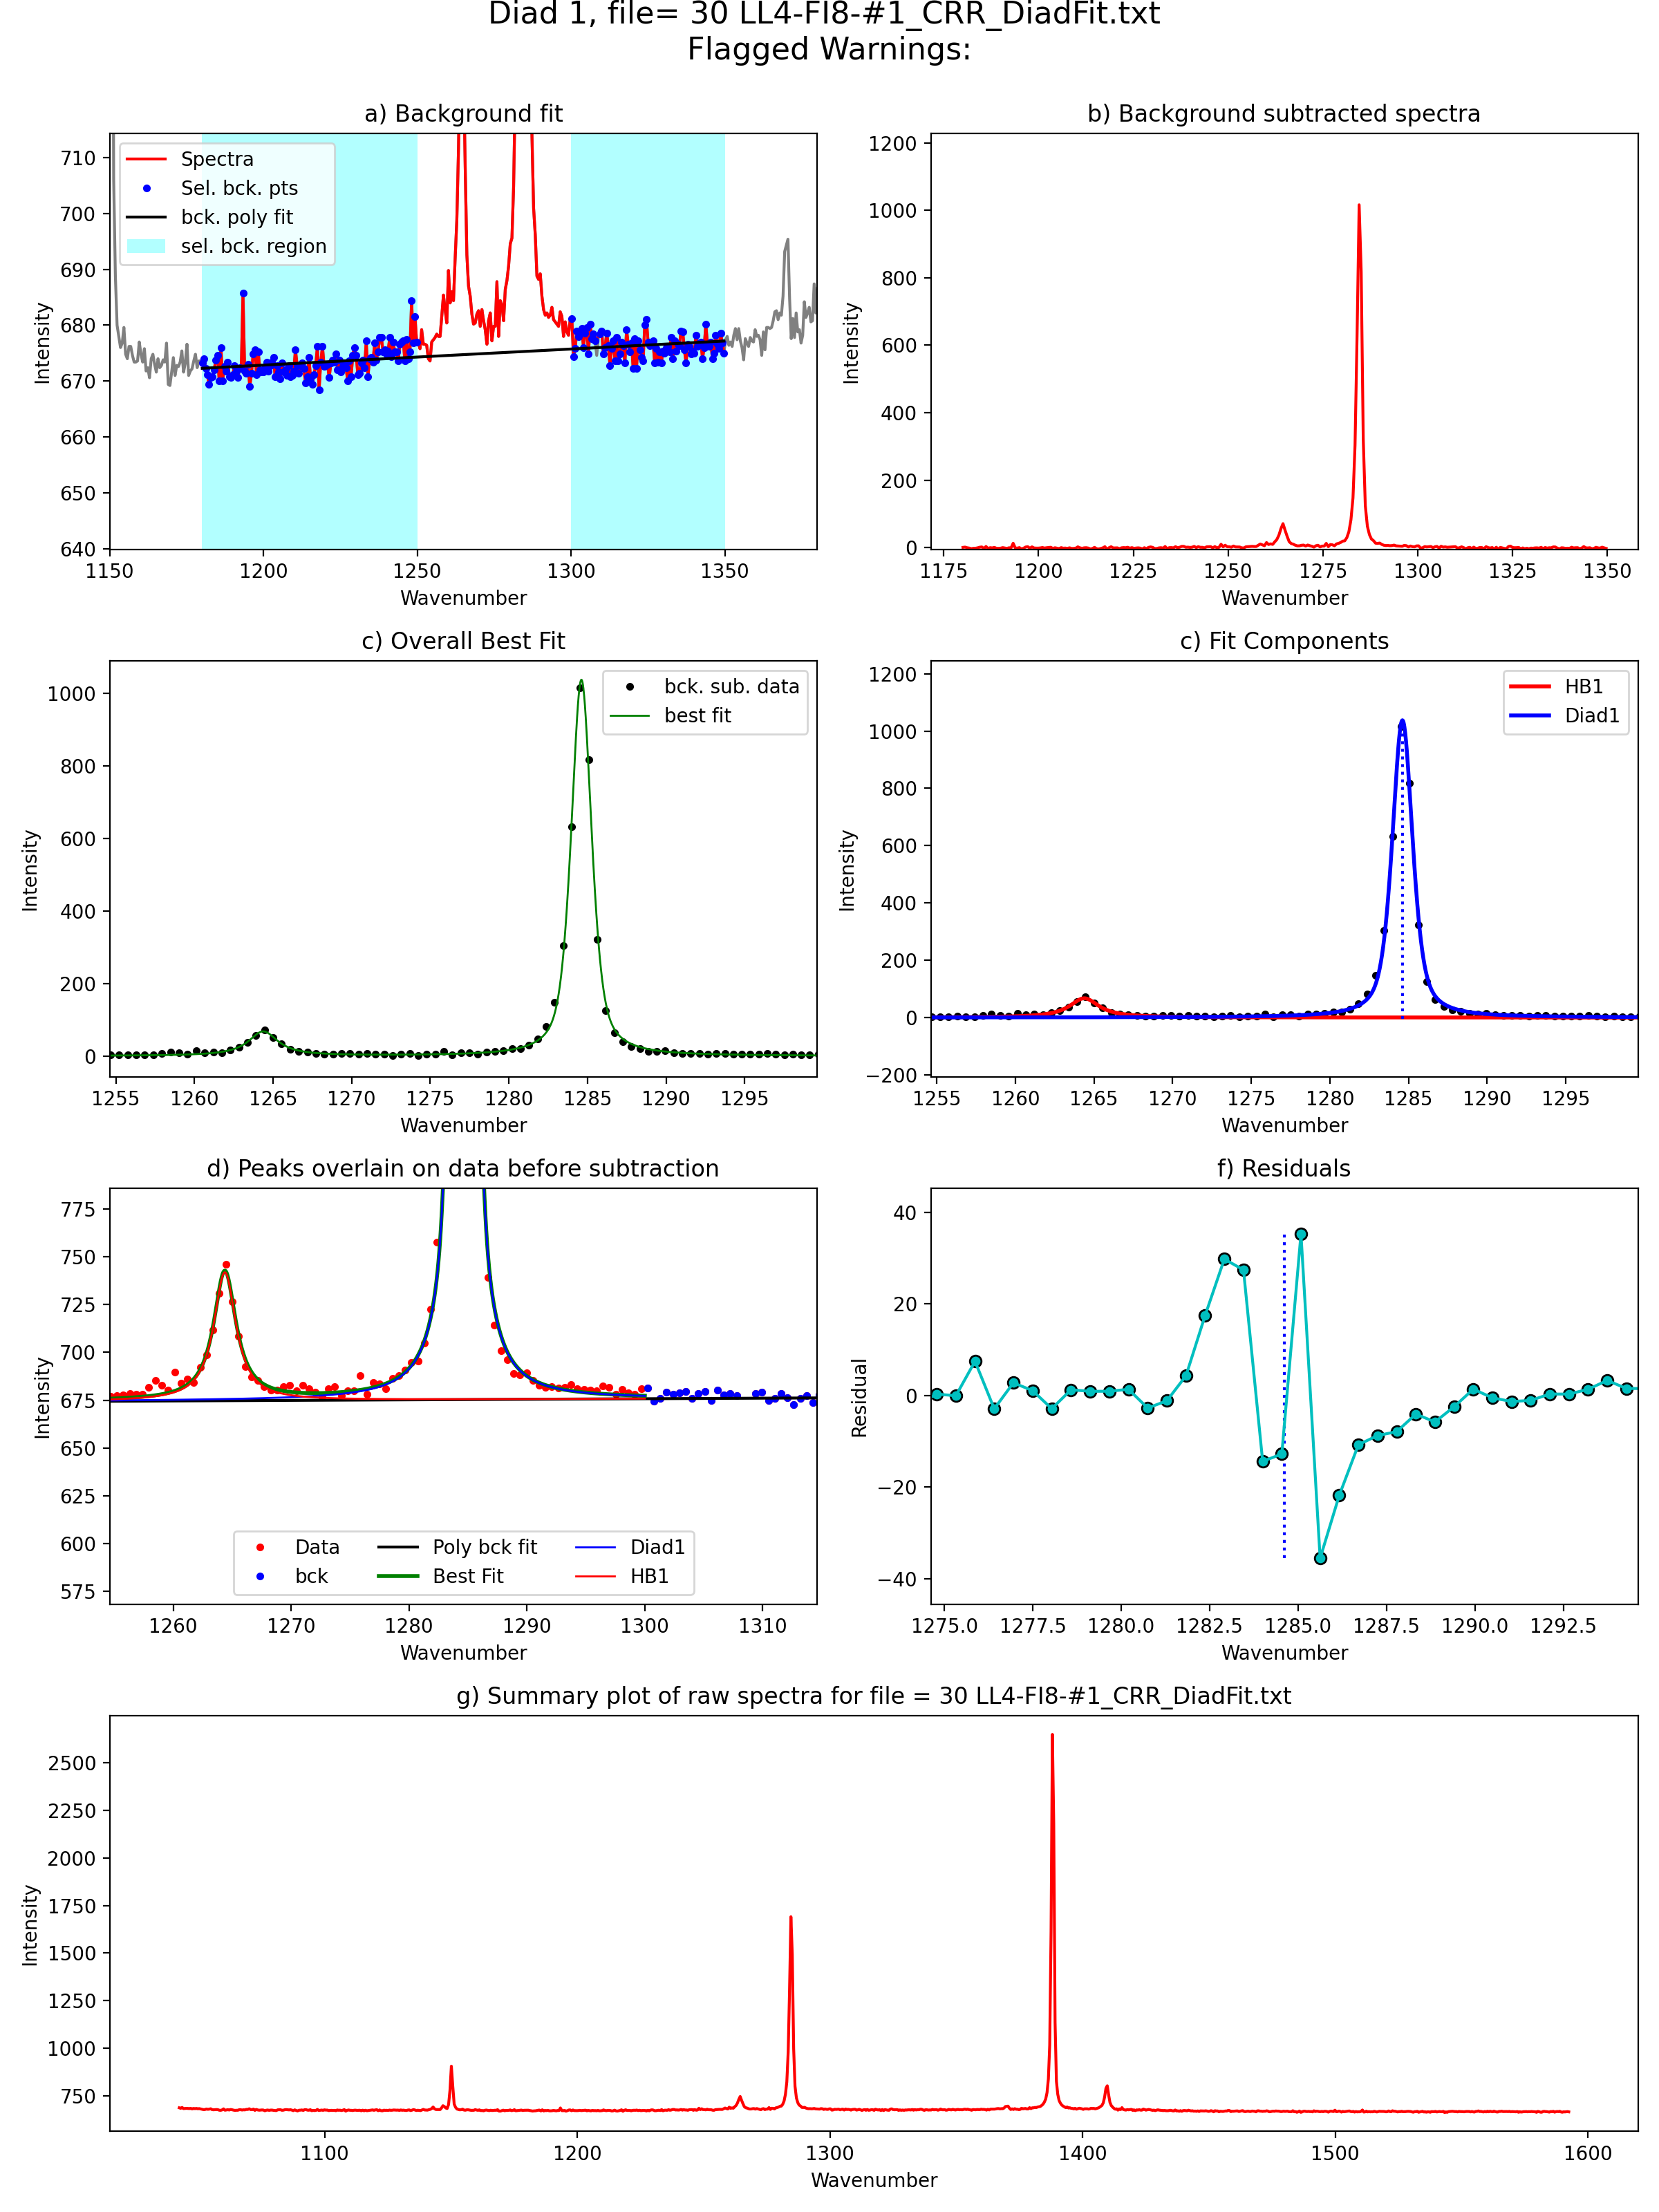 Diad 1, file= 30 LL4-FI8-#1_CRR_DiadFit.txt
Flagged Warnings:
a) Background fit
710
700
690
680
670
660
650
640
Intensity
Spectra
Sel. bck. pts
bck. poly fit
sel. bck. region
1150 1200 1250 1300 1350
Wavenumber
b) Background subtracted spectra
1200
1000
800
600
400
200
0
Intensity
1175 1200 1225 1250 1275 1300 1325 1350
Wavenumber
c) Overall Best Fit
1000
800
600
400
200
0
Intensity
bck. sub. data
best fit
1255 1260 1265 1270 1275 1280 1285 1290 1295
Wavenumber
c) Fit Components
1200
1000
800
600
400
200
0
−200
Intensity
HB1
Diad1
1255 1260 1265 1270 1275 1280 1285 1290 1295
Wavenumber
d) Peaks overlain on data before subtraction
775
750
725
700
675
650
625
600
575
Intensity
Data Poly bck fit Diad1
bck Best Fit HB1
1260 1270 1280 1290 1300 1310
Wavenumber
f) Residuals
40
20
0
−20
−40
Residual
1275.0 1277.5 1280.0 1282.5 1285.0 1287.5 1290.0 1292.5
Wavenumber
g) Summary plot of raw spectra for file = 30 LL4-FI8-#1_CRR_DiadFit.txt
2500
2250
2000
1750
1500
1250
1000
750
Intensity
1100 1200 1300 1400 1500 1600
Wavenumber